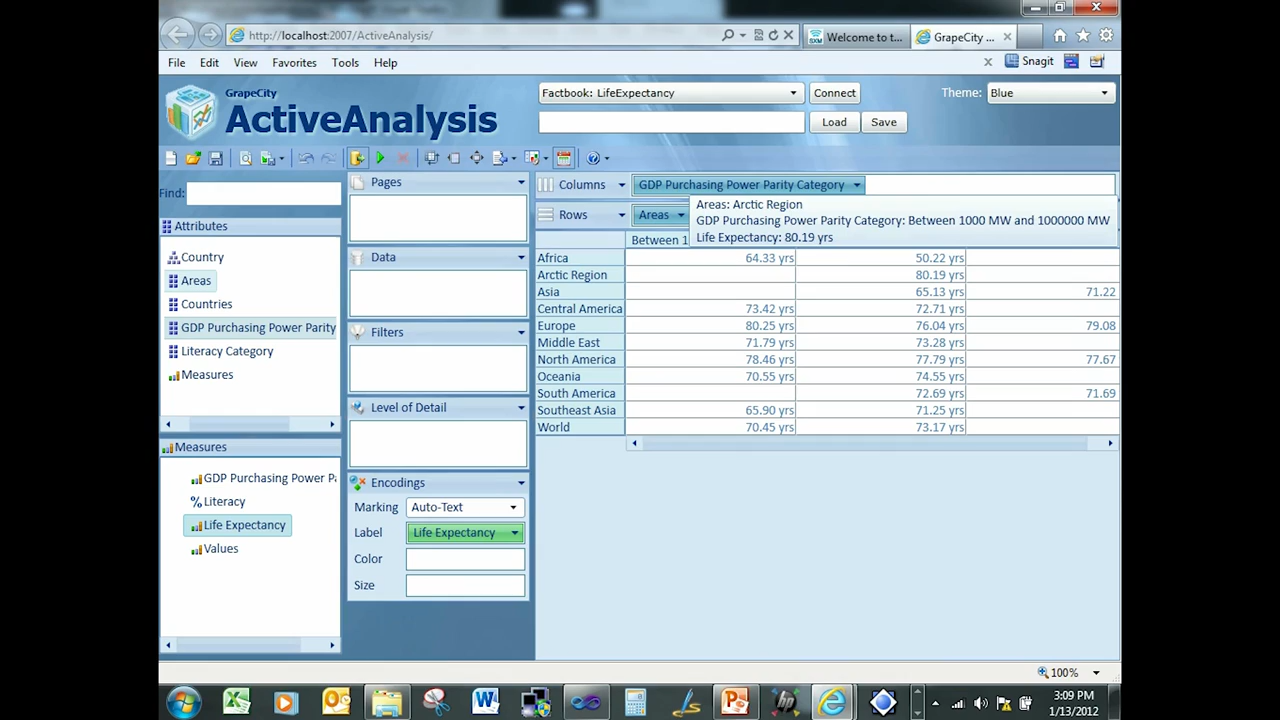 http://localhost:2007/ActiveAnalysis/
Welcome to t...
GrapeCity ...
File Edit View Favorites Tools Help
Snagit
GrapeCity
ActiveAnalysis
Factbook: LifeExpectancy
Connect
Theme: Blue
Load
Save
Find:
Attributes
Country
Areas
Countries
GDP Purchasing Power Parity
Literacy Category
Measures
Measures
GDP Purchasing Power Pa
Literacy
Life Expectancy
Values
Pages
Data
Filters
Level of Detail
Encodings
Marking Auto-Text
Label Life Expectancy
Color
Size
Columns GDP Purchasing Power Parity Category
Rows Areas
Areas: Arctic Region
GDP Purchasing Power Parity Category: Between 1000 MW and 1000000 MW
Life Expectancy: 80.19 yrs
Between 1
Africa 64.33 yrs 50.22 yrs
Arctic Region 80.19 yrs
Asia 65.13 yrs 71.22
Central America 73.42 yrs 72.71 yrs
Europe 80.25 yrs 76.04 yrs 79.08
Middle East 71.79 yrs 73.28 yrs
North America 78.46 yrs 77.79 yrs 77.67
Oceania 70.55 yrs 74.55 yrs
South America 72.69 yrs 71.69
Southeast Asia 65.90 yrs 71.25 yrs
World 70.45 yrs 73.17 yrs
100%
3:09 PM
1/13/2012